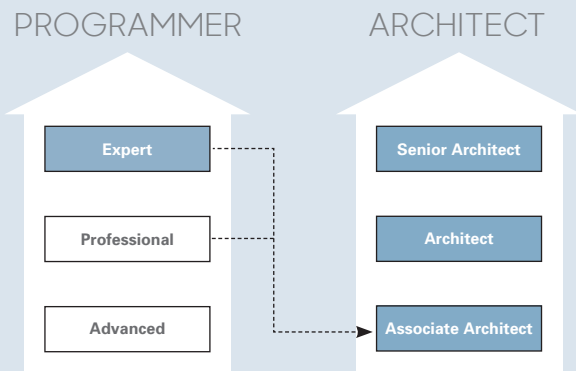 PROGRAMMER
ARCHITECT
Expert
Senior Architect
Professional
Architect
Advanced
Associate Architect